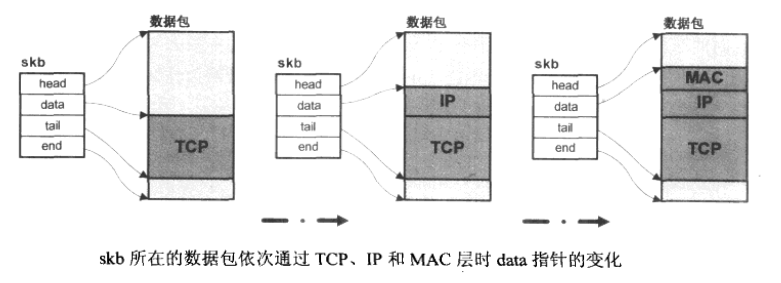 数据包
skb
head
data
tail
end
TCP
数据包
skb
head
data
tail
end
IP
TCP
数据包
skb
head
data
tail
end
MAC
IP
TCP
skb 所在的数据包依次通过 TCP、IP 和 MAC 层时 data 指针的变化